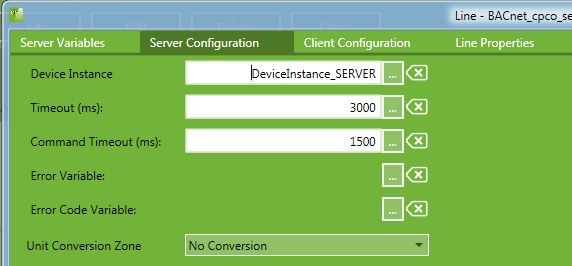 Line - BACnet_cpco_se
Server Variables
Server Configuration
Client Configuration
Line Properties
Device Instance DeviceInstance_SERVER ...
Timeout (ms): 3000 ...
Command Timeout (ms): 1500 ...
Error Variable: ...
Error Code Variable: ...
Unit Conversion Zone No Conversion